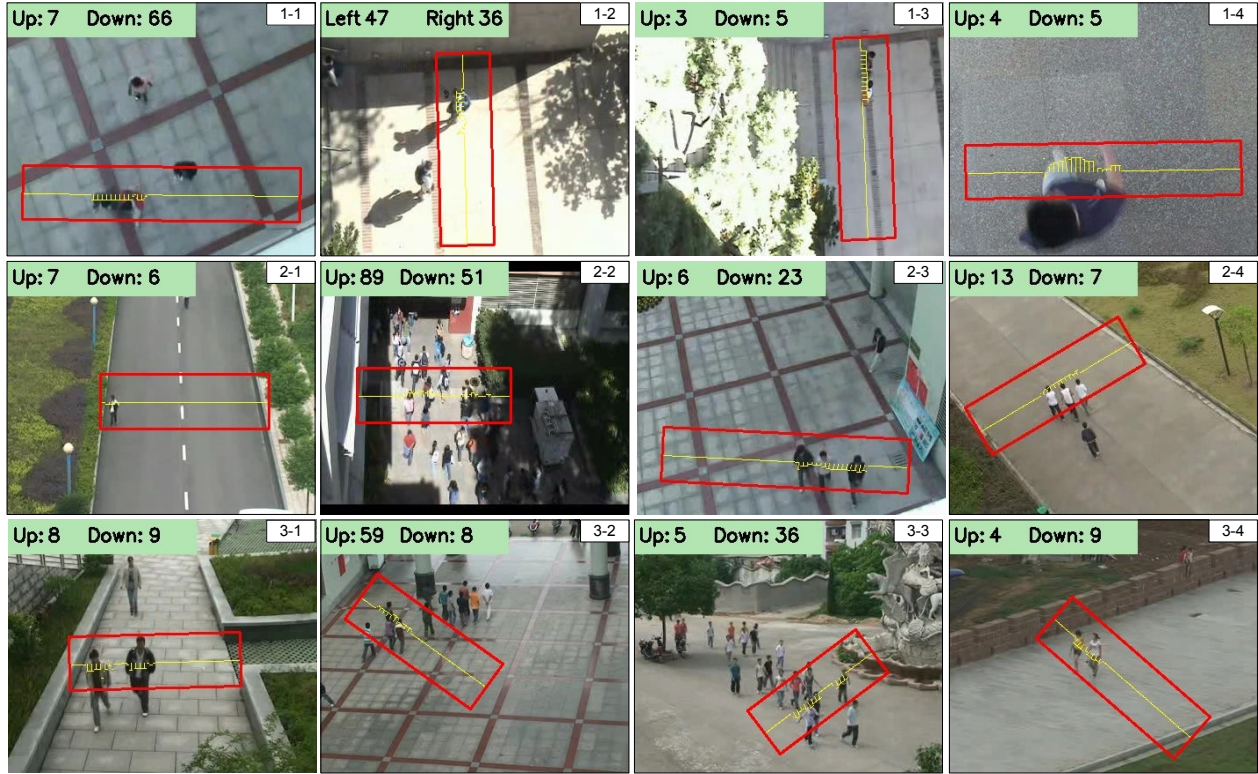 Up: 7 Down: 66 1-1
Left 47 Right 36 1-2
Up: 3 Down: 5 1-3
Up: 4 Down: 5 1-4
Up: 7 Down: 6 2-1
Up: 89 Down: 51 2-2
Up: 6 Down: 23 2-3
Up: 13 Down: 7 2-4
Up: 8 Down: 9 3-1
Up: 59 Down: 8 3-2
Up: 5 Down: 36 3-3
Up: 4 Down: 9 3-4